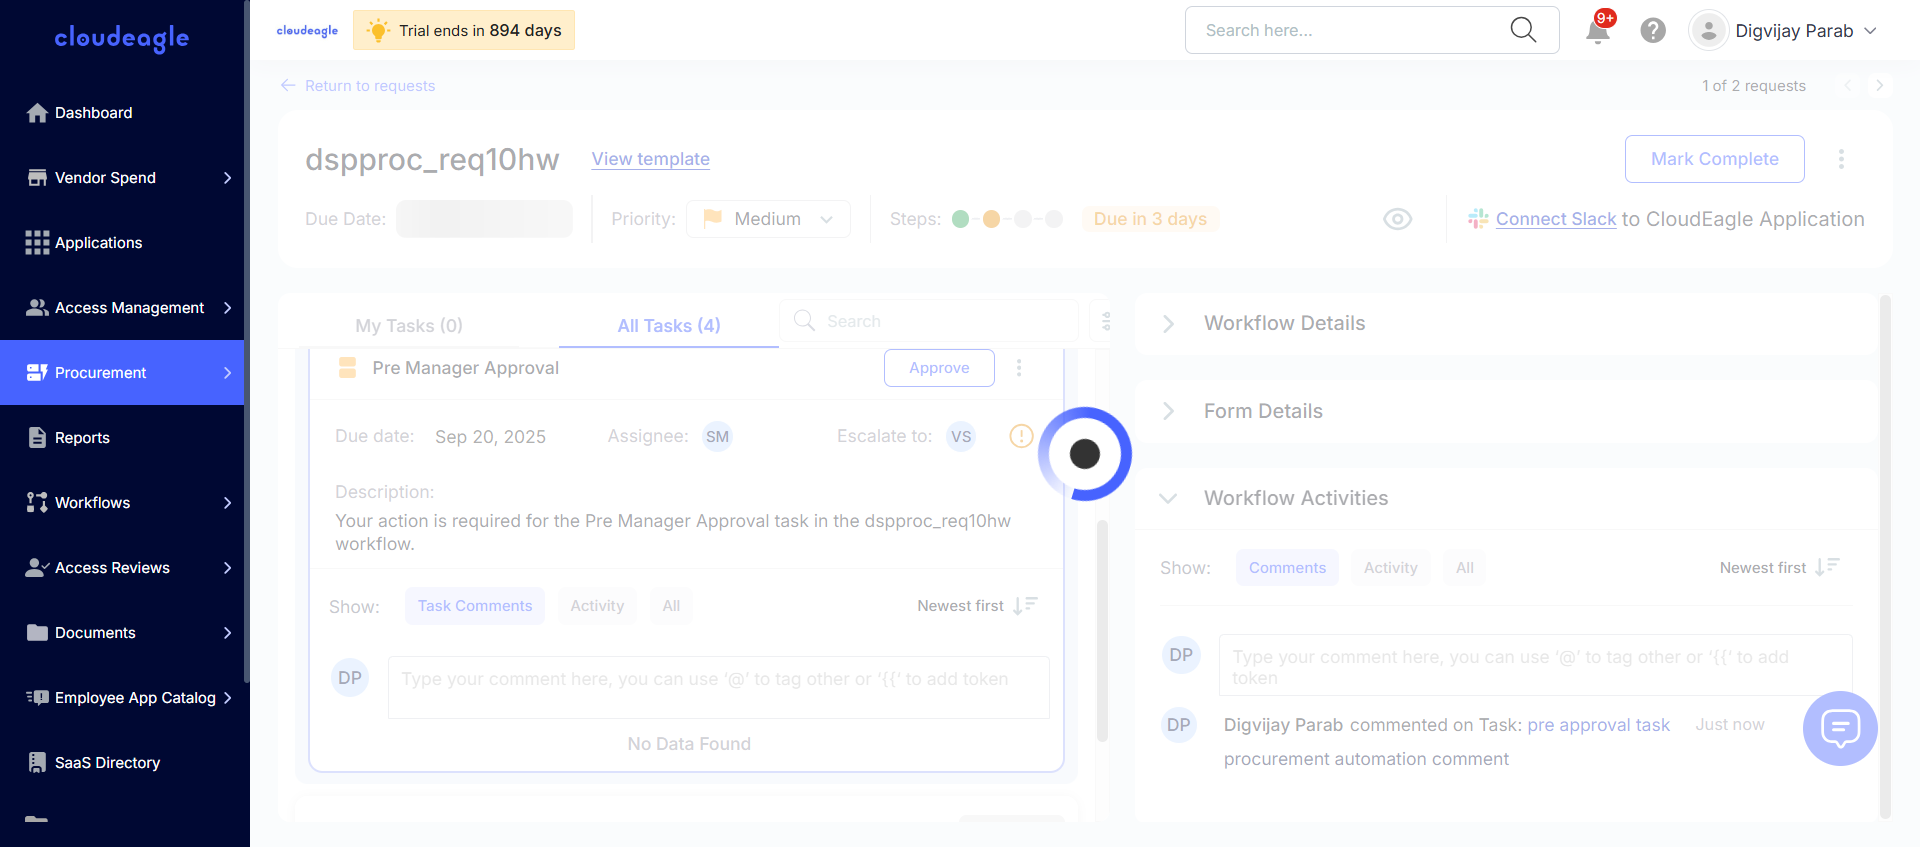 cloudeagle
Dashboard
Vendor Spend
Applications
Access Management
Procurement
Reports
Workflows
Access Reviews
Documents
Employee App Catalog
SaaS Directory
cloudeagle
Trial ends in 894 days
Search here...
9+
Digvijay Parab
Return to requests
1 of 2 requests
dspproc_req10hw
View template
Mark Complete
Due Date:
Priority:
Medium
Steps:
Due in 3 days
Connect Slack to CloudEagle Application
My Tasks (0)
All Tasks (4)
Search
Pre Manager Approval
Approve
Due date: Sep 20, 2025
Assignee: SM
Escalate to: VS
Description:
Your action is required for the Pre Manager Approval task in the dspproc_req10hw
workflow.
Show:
Task Comments
Activity
All
Newest first
DP
Type your comment here, you can use ‘@’ to tag other or ‘{{’ to add token
No Data Found
Workflow Details
Form Details
Workflow Activities
Show:
Comments
Activity
All
Newest first
DP
Type your comment here, you can use ‘@’ to tag other or ‘{{’ to add
token
DP
Digvijay Parab commented on Task: pre approval task
Just now
procurement automation comment